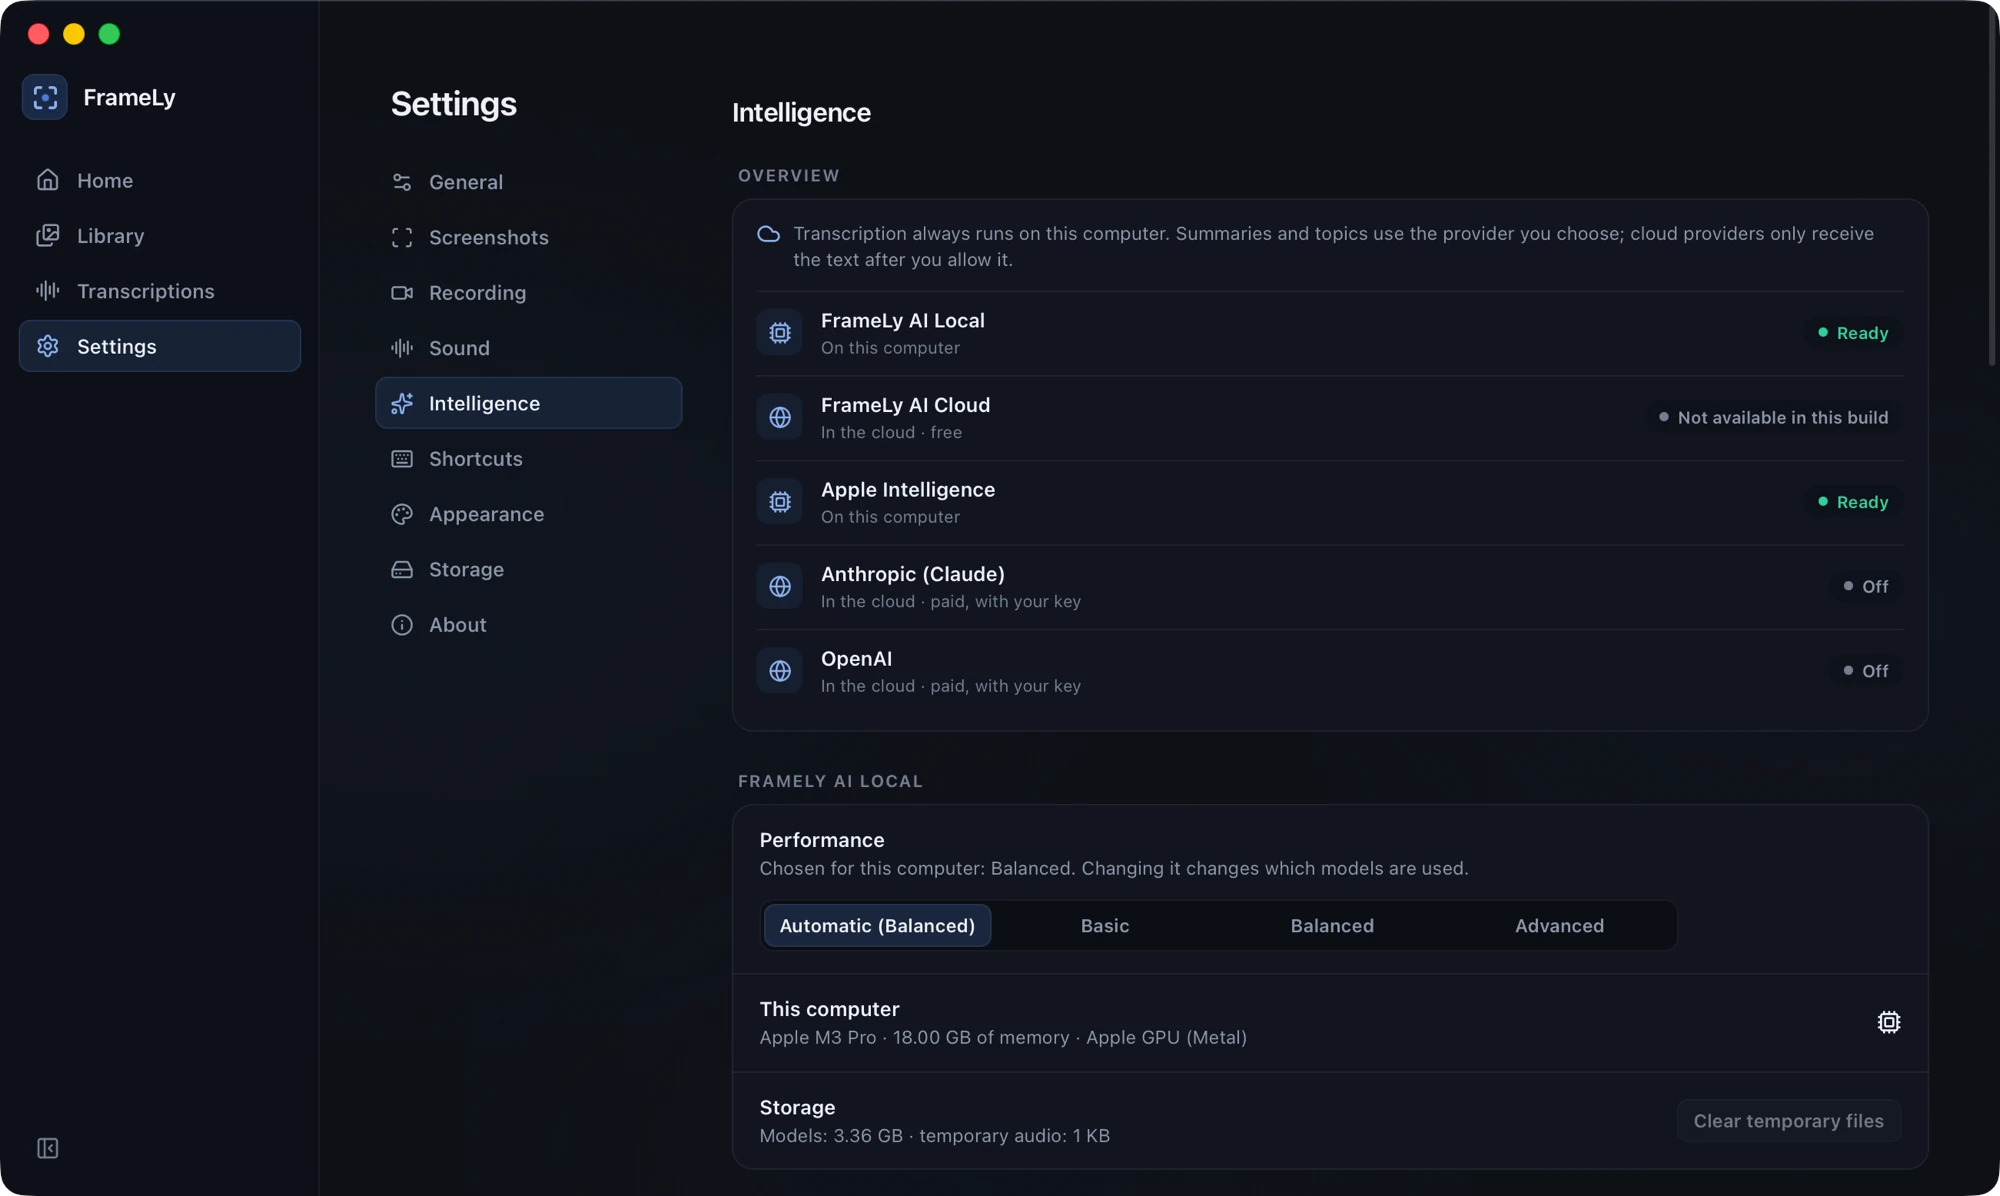 FrameLy
Home
Library
Transcriptions
Settings
Settings
General
Screenshots
Recording
Sound
Intelligence
Shortcuts
Appearance
Storage
About
Intelligence
OVERVIEW
Transcription always runs on this computer. Summaries and topics use the provider you choose; cloud providers only receive
the text after you allow it.
FrameLy AI Local
On this computer
Ready
FrameLy AI Cloud
In the cloud · free
Not available in this build
Apple Intelligence
On this computer
Ready
Anthropic (Claude)
In the cloud · paid, with your key
Off
OpenAI
In the cloud · paid, with your key
Off
FRAMELY AI LOCAL
Performance
Chosen for this computer: Balanced. Changing it changes which models are used.
Automatic (Balanced) Basic Balanced Advanced
This computer
Apple M3 Pro · 18.00 GB of memory · Apple GPU (Metal)
Storage
Models: 3.36 GB · temporary audio: 1 KB
Clear temporary files